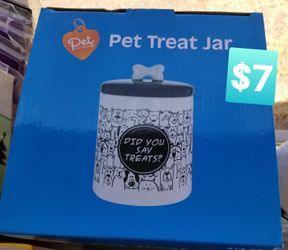 Pet
Pet Treat Jar
$7
DID YOU
SAY
TREATS?